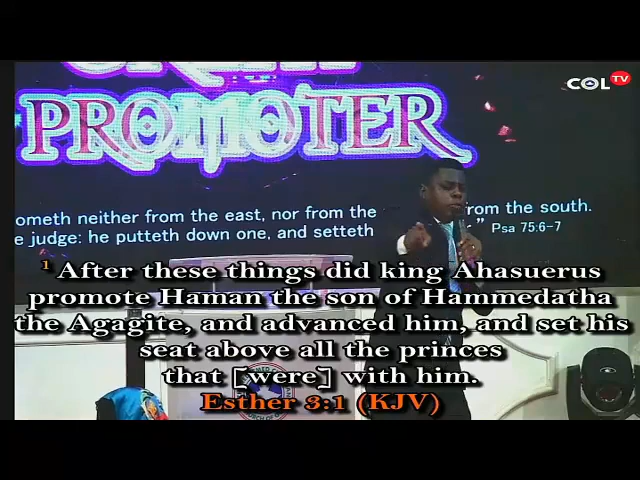 COL TV
PROMOTER
ometh neither from the east, nor from the from the south.
e judge: he putteth down one, and setteth " Psa 75:6-7
1 After these things did king Ahasuerus
promote Haman the son of Hammedatha
the Agagite, and advanced him, and set his
seat above all the princes
that [were] with him.
Esther 3:1 (KJV)